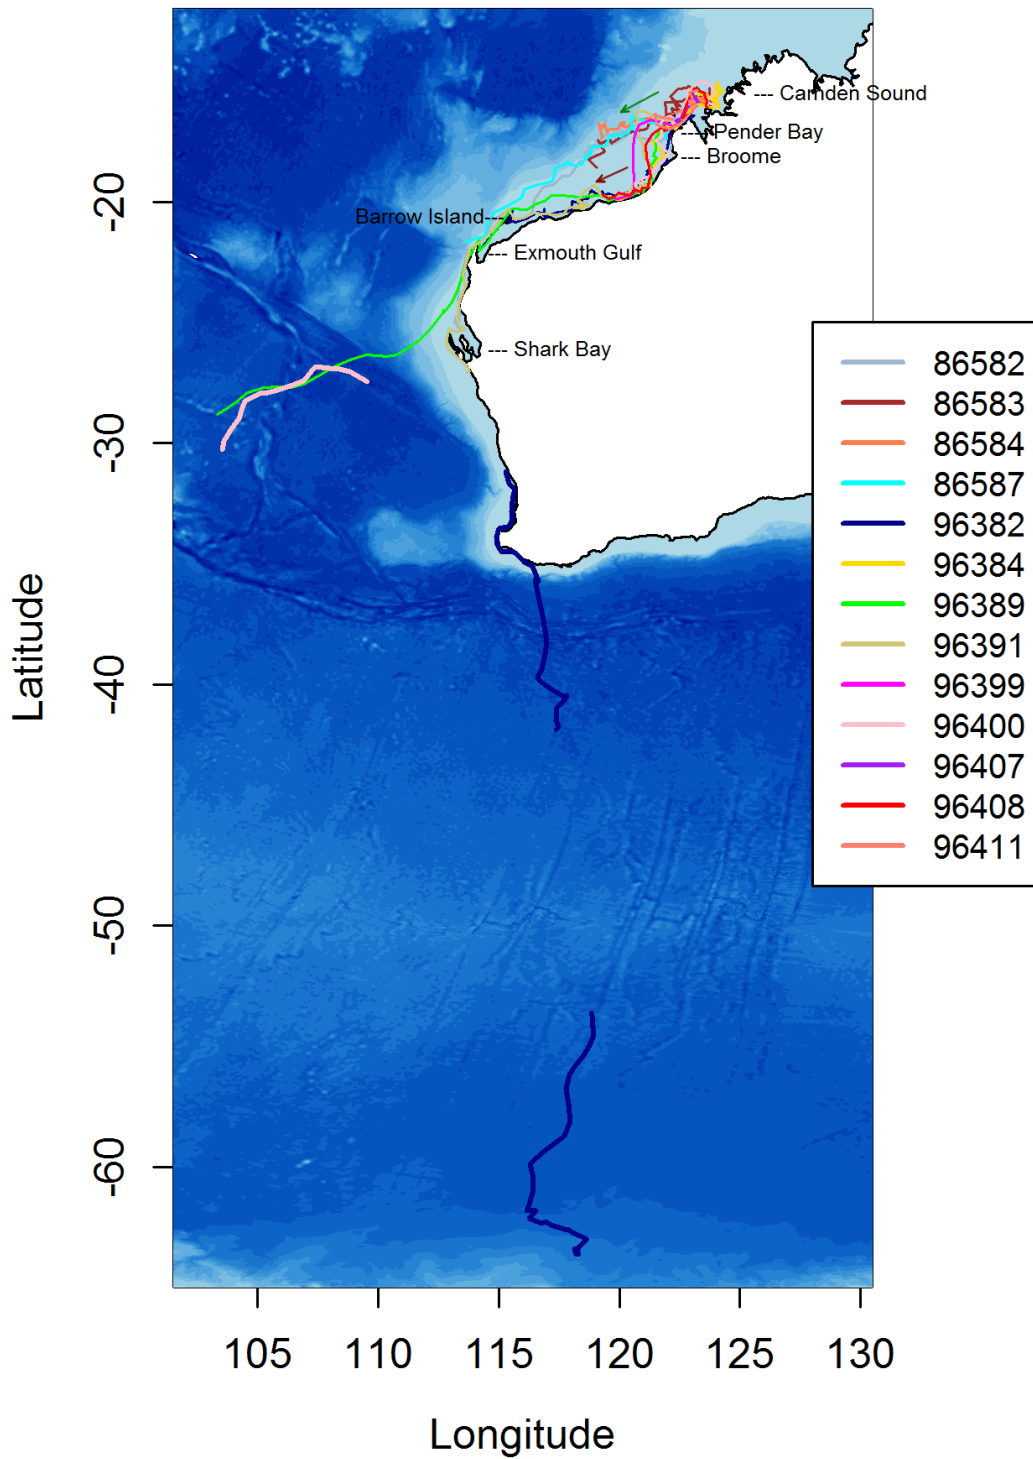 --- Camden Sound
--- Pender Bay
--- Broome
-20
Barrow Island---
--- Exmouth Gulf
--- Shark Bay
86582
86583
86584
86587
96382
96384
96389
96391
96399
96400
96407
96408
96411
-30
-40
-50
-60
Latitude
105 110 115 120 125 130
Longitude